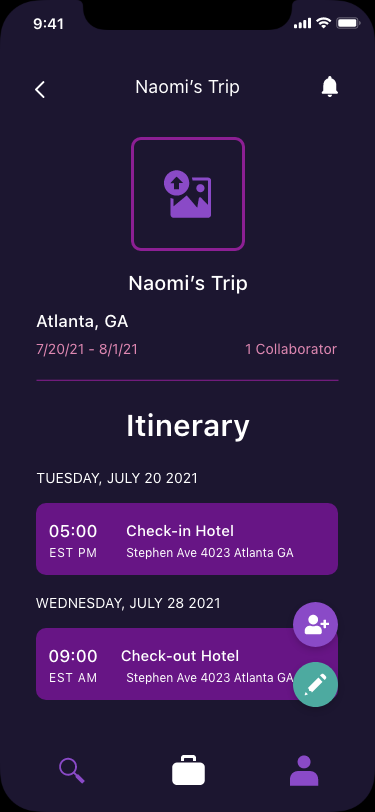 9:41
Naomi's Trip
Naomi's Trip
Atlanta, GA
7/20/21 - 8/1/21 1 Collaborator
Itinerary
TUESDAY, JULY 20 2021
05:00 Check-in Hotel
EST PM Stephen Ave 4023 Atlanta GA
WEDNESDAY, JULY 28 2021
09:00 Check-out Hotel
EST AM Stephen Ave 4023 Atlanta GA